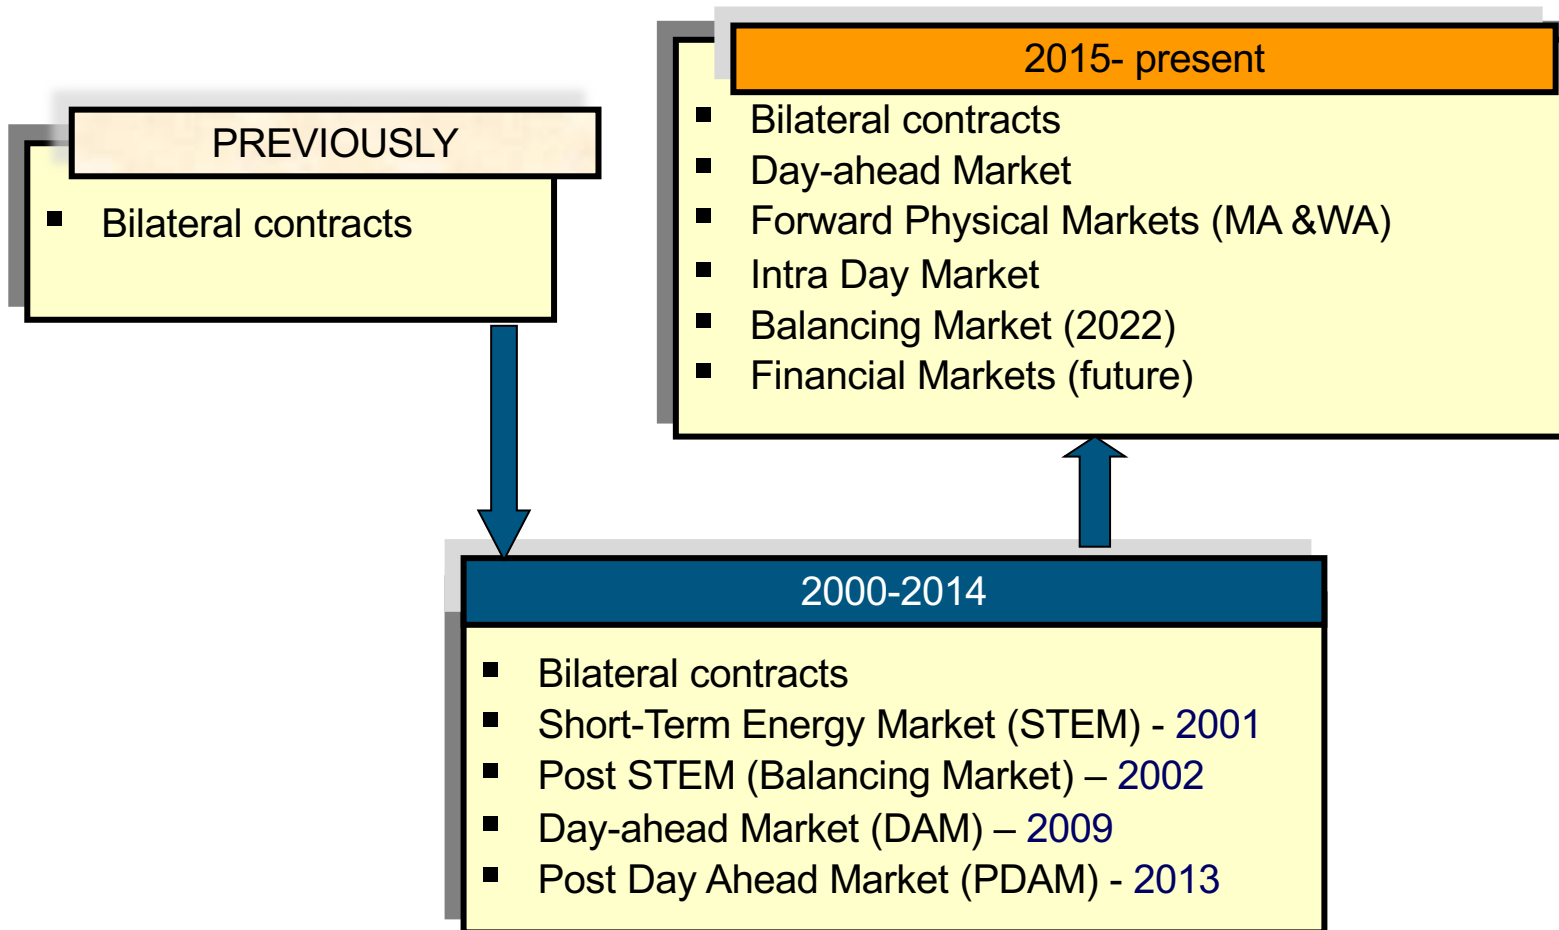 PREVIOUSLY
▪ Bilateral contracts
2015- present
▪ Bilateral contracts
▪ Day-ahead Market
▪ Forward Physical Markets (MA &WA)
▪ Intra Day Market
▪ Balancing Market (2022)
▪ Financial Markets (future)
2000-2014
▪ Bilateral contracts
▪ Short-Term Energy Market (STEM) - 2001
▪ Post STEM (Balancing Market) – 2002
▪ Day-ahead Market (DAM) – 2009
▪ Post Day Ahead Market (PDAM) - 2013